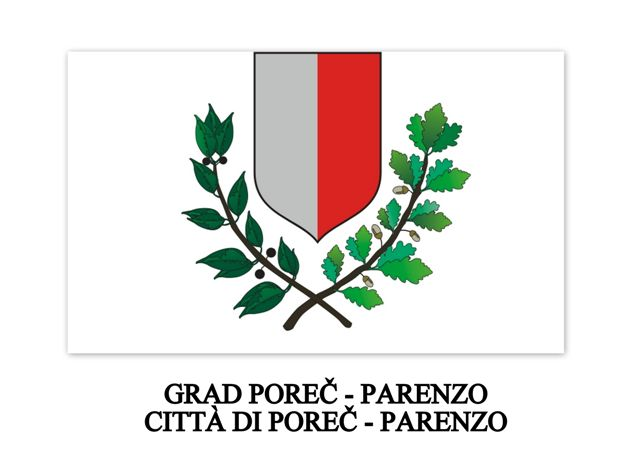 GRAD POREČ - PARENZO
CITTÀ DI POREČ - PARENZO